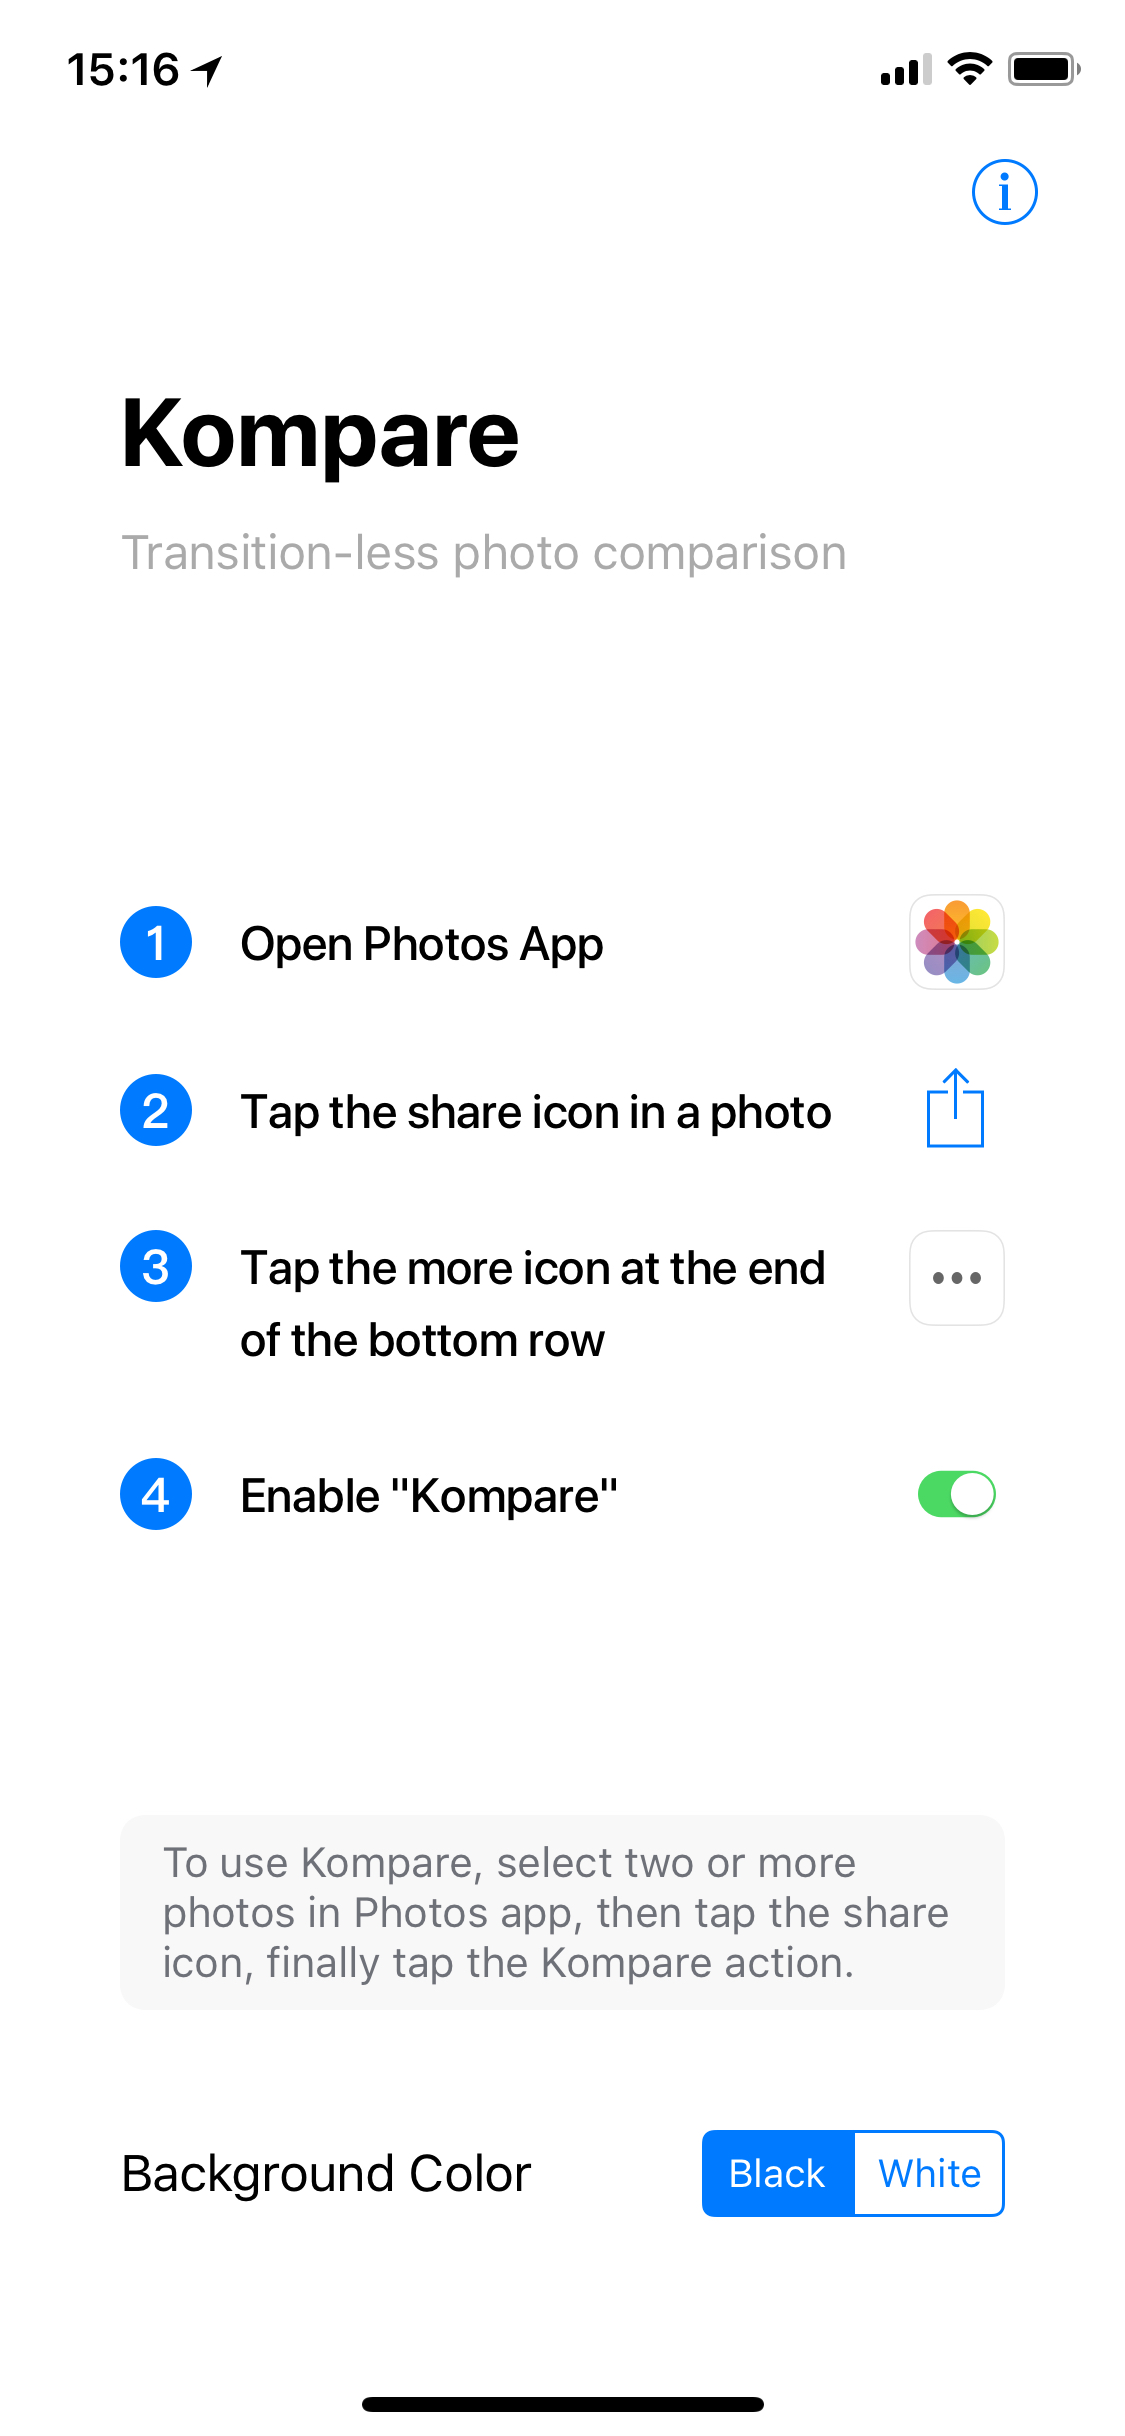 15:16
i
Kompare
Transition-less photo comparison
1 Open Photos App
2 Tap the share icon in a photo
3 Tap the more icon at the end
of the bottom row
4 Enable "Kompare"
To use Kompare, select two or more
photos in Photos app, then tap the share
icon, finally tap the Kompare action.
Background Color Black White